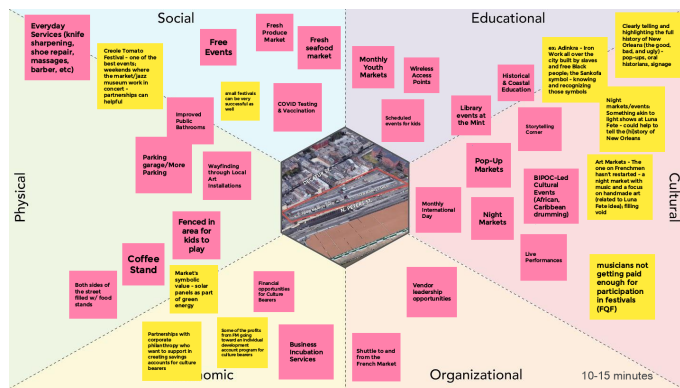 Social
Educational
Physical
Cultural
nomic
Organizational
10-15 minutes
Everyday
Services (knife
sharpening,
shoe repair,
massages,
barber, etc)
Creole Tomato
Festival - one of
the best events;
weekends where
the market/jazz
museum work in
concert -
partnerships can
helpful
Free
Events
Fresh
Produce
Market
Fresh
seafood
market
small festivals
can be very
successful as
well
COVID Testing
& Vaccination
Improved
Public
Bathrooms
Parking
garage/More
Parking
Wayfinding
through Local
Art
Installations
Fenced in
area for
kids to
play
Coffee
Stand
Both sides of
the street
filled w/ food
stands
Market's
symbolic
value - solar
panels as part
of green
energy
Financial
opportunities
for Culture
Bearers
Partnerships with
corporate
philanthropy who
want to support in
creating savings
accounts for culture
bearers
Some of the profits
from FM going
toward an individual
development
account program for
culture bearers
Business
Incubation
Services
Monthly
Youth
Markets
Wireless
Access
Points
Scheduled
events for kids
Historical
& Coastal
Education
Library
events at
the Mint
ex: Adinkra - Iron
Work all over the
city built by slaves
and free Black
people, the Sankofa
symbol - knowing
and recognizing
those symbols
Clearly telling and
highlighting the full
history of New
Orleans (the good,
bad, and ugly) -
pop-ups, oral
historians, signage
Night
markets/events:
Something akin to
light shows at Luna
Fete - could help to
tell the (hi)story of
New Orleans
Storytelling
Corner
Pop-Up
Markets
BIPOC-Led
Cultural
Events
(African,
Caribbean
drumming)
Art Markets - The
one on Frenchmen
hasn't restarted - a
night market with
music and a focus
on handmade art
(related to Luna
Fete idea), filling
void
Monthly
International
Day
Night
Markets
Live
Performances
musicians not
getting paid
enough for
participation
in festivals
(FQF)
Vendor
leadership
opportunities
Shuttle to and
from the
French Market
N. PETERS ST.